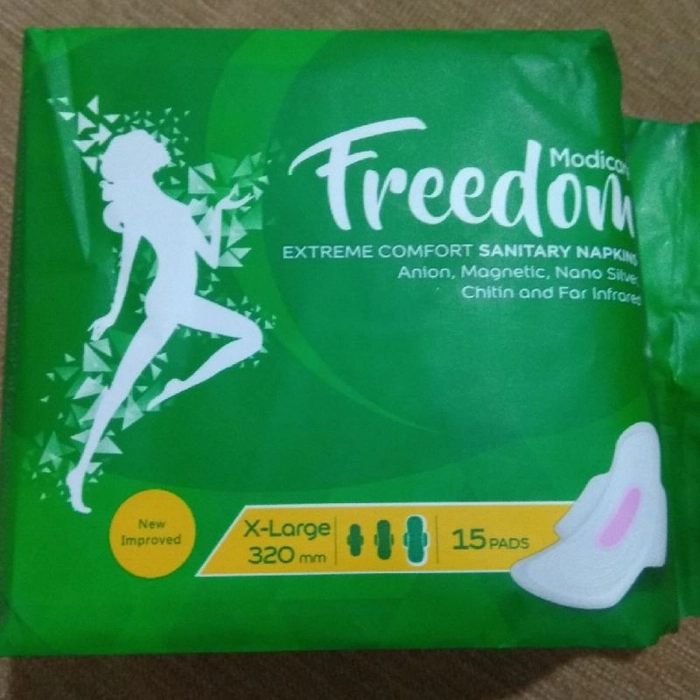 Modicare
Freedom
EXTREME COMFORT SANITARY NAPKINS
Anion, Magnetic, Nano Silver
Chitin and Far Infrared
New
Improved
X-Large
320 mm
15 PADS